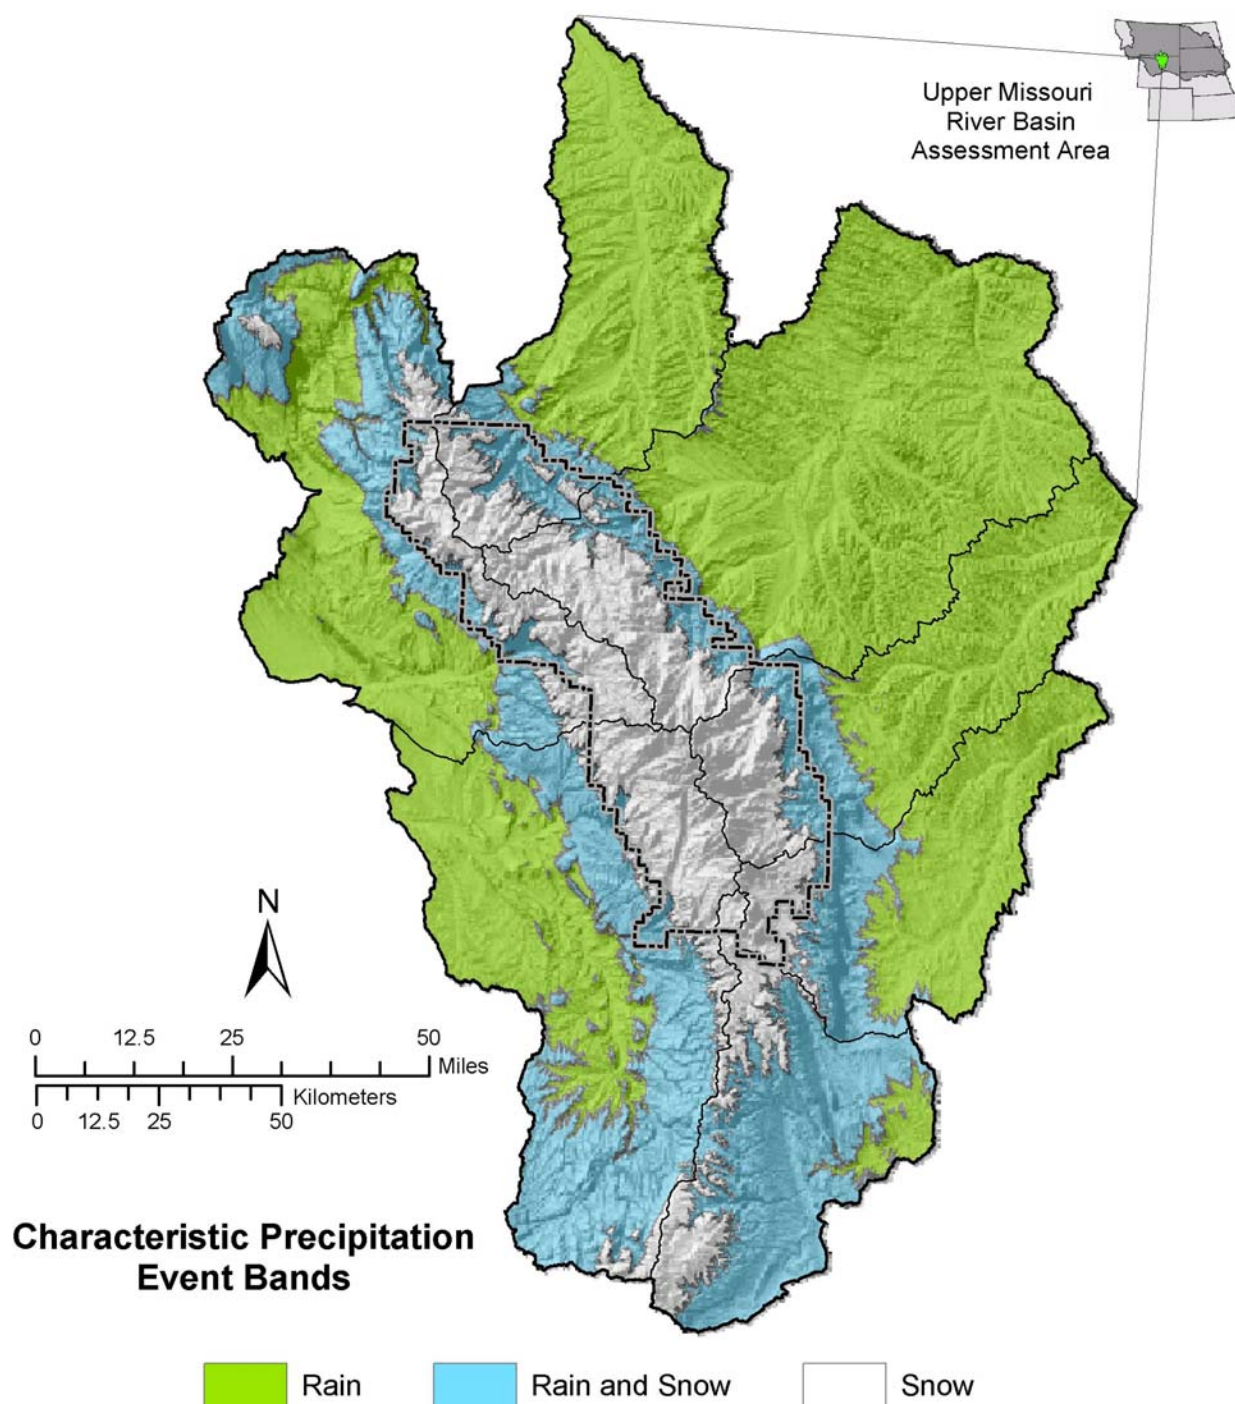 Upper Missouri
River Basin
Assessment Area
N
0 12.5 25 50
Miles
Kilometers
0 12.5 25 50
Characteristic Precipitation
Event Bands
Rain
Rain and Snow
Snow